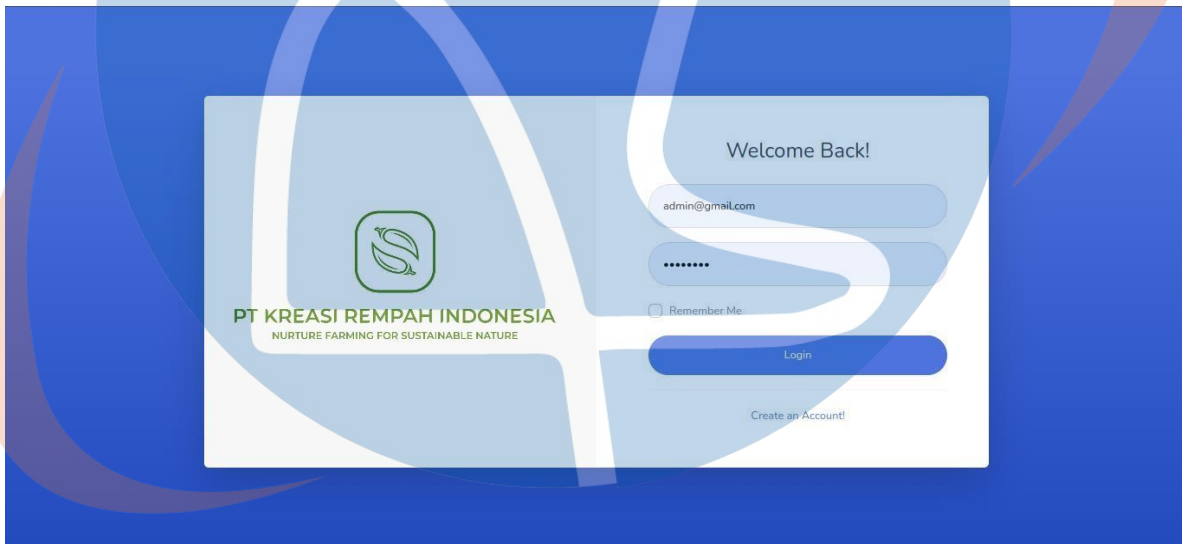 PT KREASI REMPAH INDONESIA
NURTURE FARMING FOR SUSTAINABLE NATURE
Welcome Back!
admin@gmail.com
••••••••
Remember Me
Login
Create an Account!